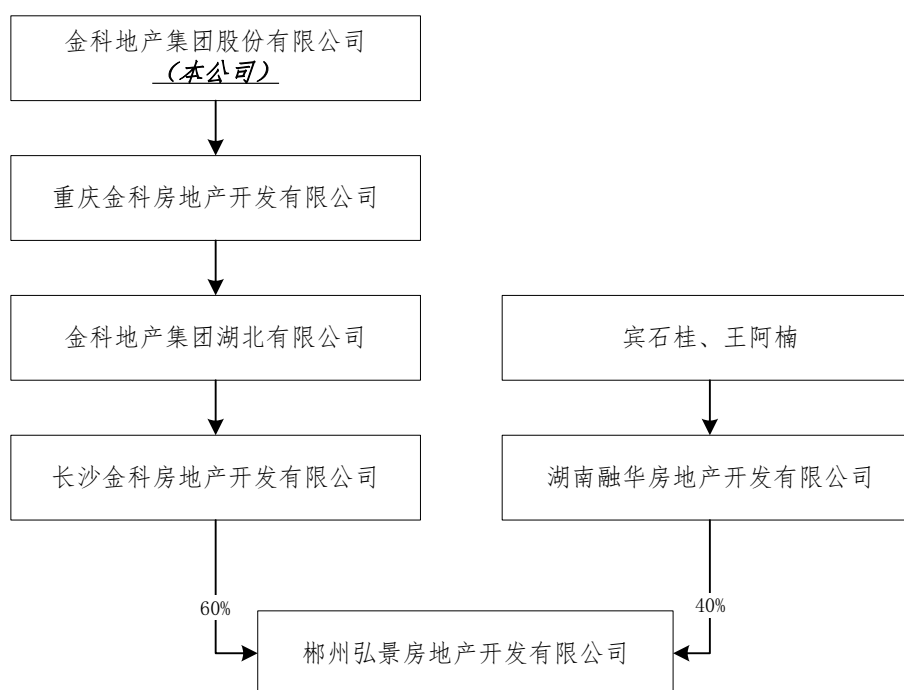 金科地产集团股份有限公司
（本公司）
重庆金科房地产开发有限公司
金科地产集团湖北有限公司
宾石桂、王阿楠
长沙金科房地产开发有限公司
湖南融华房地产开发有限公司
60%
40%
郴州弘景房地产开发有限公司